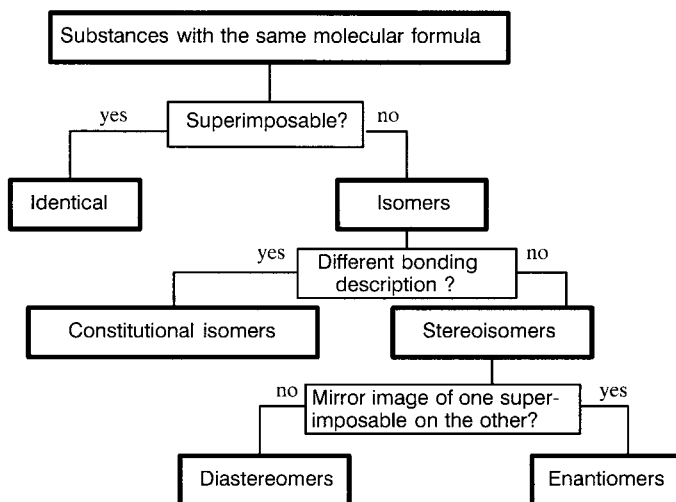 Substances with the same molecular formula
yes
Superimposable?
no
Identical
Isomers
yes
Different bonding
description ?
no
Constitutional isomers
Stereoisomers
no
Mirror image of one super-
imposable on the other?
yes
Diastereomers
Enantiomers